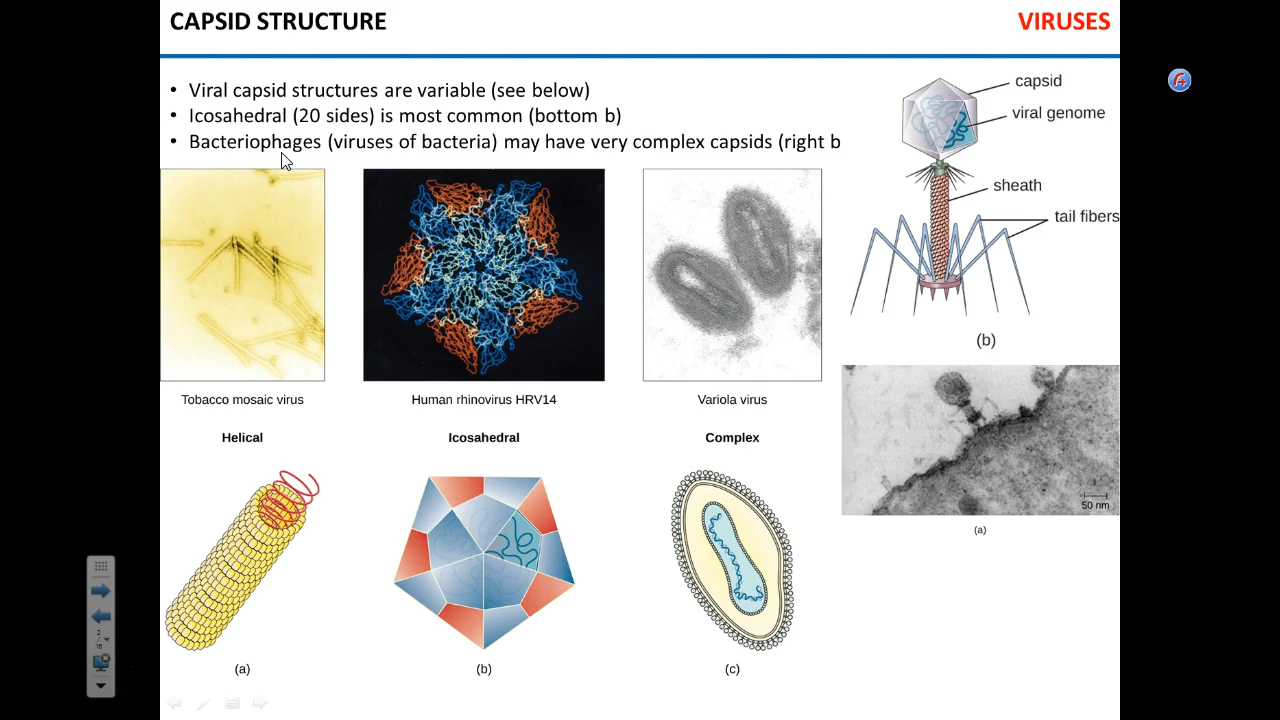 CAPSID STRUCTURE
VIRUSES
• Viral capsid structures are variable (see below)
• Icosahedral (20 sides) is most common (bottom b)
• Bacteriophages (viruses of bacteria) may have very complex capsids (right b
capsid
viral genome
sheath
tail fibers
(b)
Tobacco mosaic virus
Human rhinovirus HRV14
Variola virus
Helical
Icosahedral
Complex
50 nm
(a)
(a)
(b)
(c)